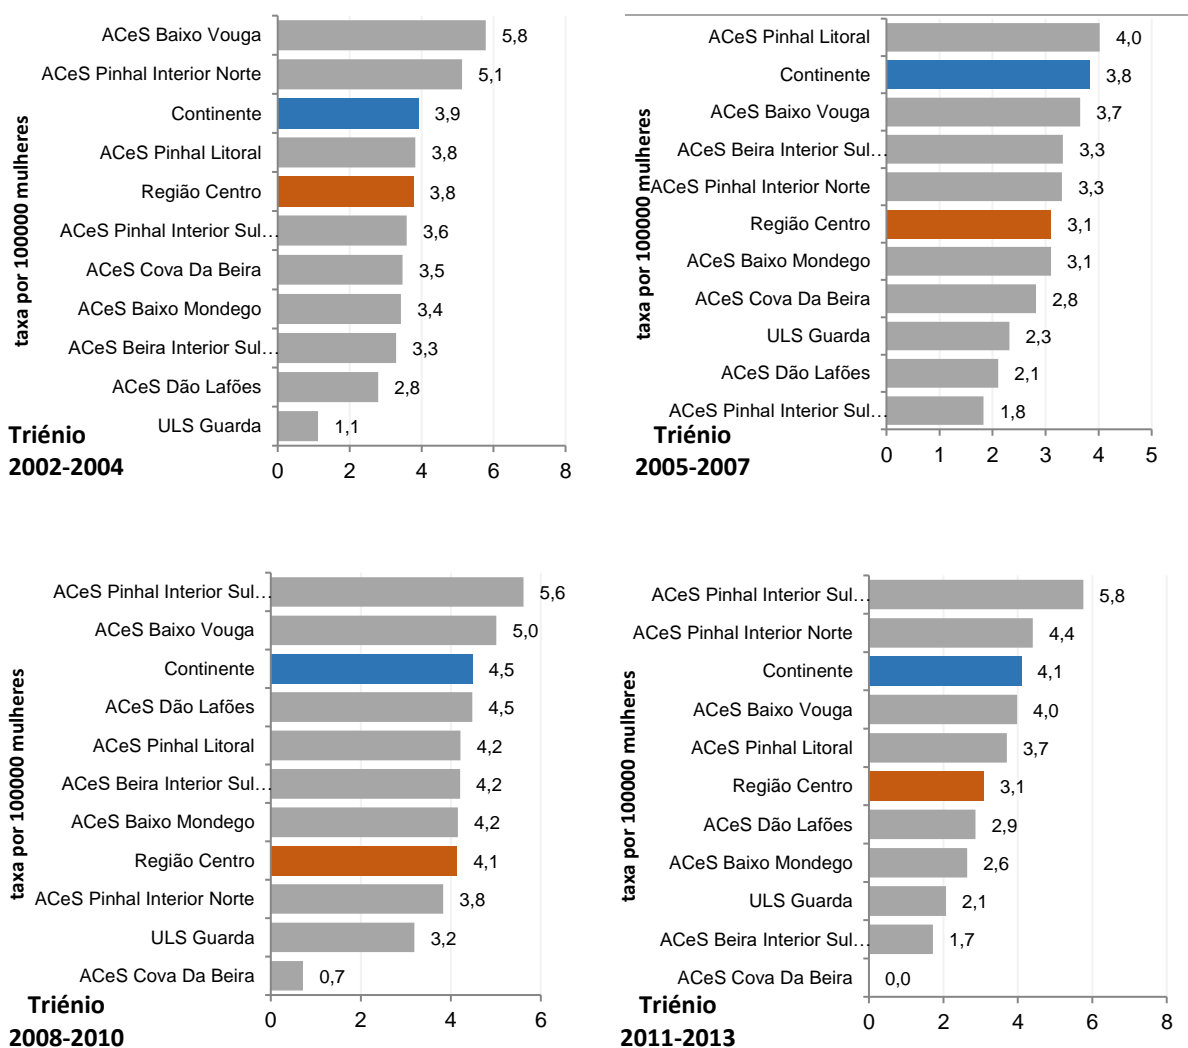 taxa por 100000 mulheres
ACeS Baixo Vouga 5,8
ACeS Pinhal Interior Norte 5,1
Continente 3,9
ACeS Pinhal Litoral 3,8
Região Centro 3,8
ACeS Pinhal Interior Sul… 3,6
ACeS Cova Da Beira 3,5
ACeS Baixo Mondego 3,4
ACeS Beira Interior Sul… 3,3
ACeS Dão Lafões 2,8
ULS Guarda 1,1
0 2 4 6 8
Triénio
2002-2004
taxa por 100000 mulheres
ACeS Pinhal Litoral 4,0
Continente 3,8
ACeS Baixo Vouga 3,7
ACeS Beira Interior Sul… 3,3
ACeS Pinhal Interior Norte 3,3
Região Centro 3,1
ACeS Baixo Mondego 3,1
ACeS Cova Da Beira 2,8
ULS Guarda 2,3
ACeS Dão Lafões 2,1
ACeS Pinhal Interior Sul… 1,8
0 1 2 3 4 5
Triénio
2005-2007
taxa por 100000 mulheres
ACeS Pinhal Interior Sul… 5,6
ACeS Baixo Vouga 5,0
Continente 4,5
ACeS Dão Lafões 4,5
ACeS Pinhal Litoral 4,2
ACeS Beira Interior Sul… 4,2
ACeS Baixo Mondego 4,2
Região Centro 4,1
ACeS Pinhal Interior Norte 3,8
ULS Guarda 3,2
ACeS Cova Da Beira 0,7
0 2 4 6
Triénio
2008-2010
taxa por 100000 mulheres
ACeS Pinhal Interior Sul… 5,8
ACeS Pinhal Interior Norte 4,4
Continente 4,1
ACeS Baixo Vouga 4,0
ACeS Pinhal Litoral 3,7
Região Centro 3,1
ACeS Dão Lafões 2,9
ACeS Baixo Mondego 2,6
ULS Guarda 2,1
ACeS Beira Interior Sul… 1,7
ACeS Cova Da Beira 0,0
0 2 4 6 8
Triénio
2011-2013